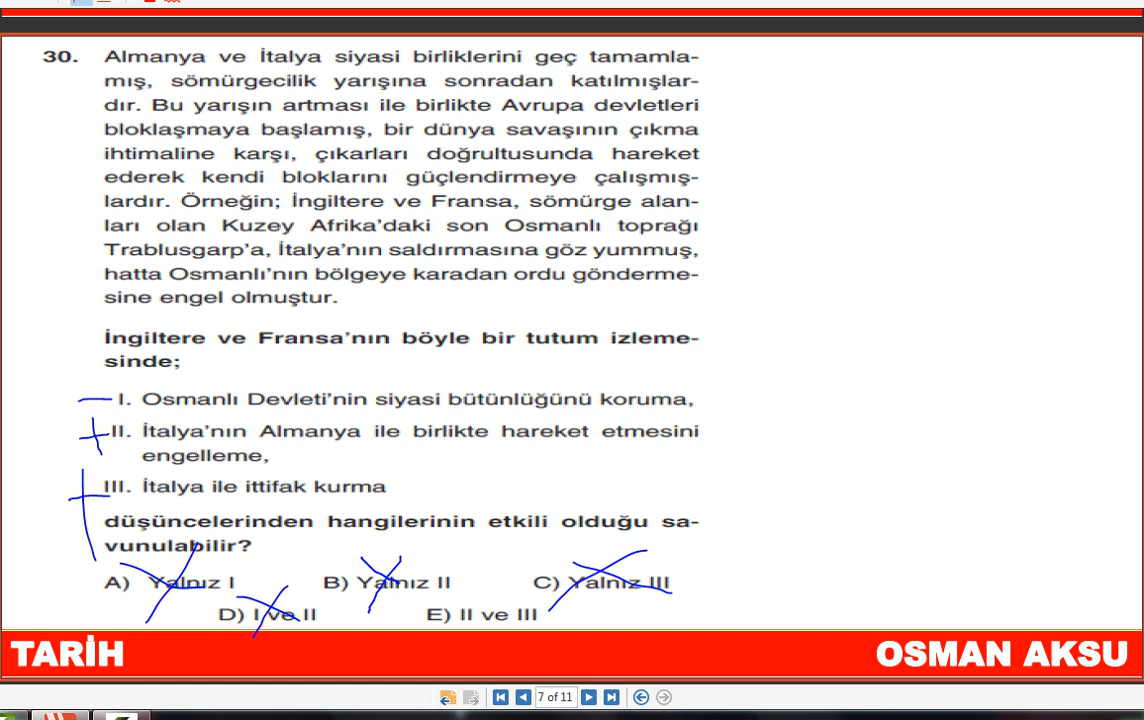 30. Almanya ve İtalya siyasi birliklerini geç tamamla-
mış, sömürgecilik yarışına sonradan katılmışlar-
dır. Bu yarışın artması ile birlikte Avrupa devletleri
bloklaşmaya başlamış, bir dünya savaşının çıkma
ihtimaline karşı, çıkarları doğrultusunda hareket
ederek kendi bloklarını güçlendirmeye çalışmış-
lardır. Örneğin; İngiltere ve Fransa, sömürge alan-
ları olan Kuzey Afrika'daki son Osmanlı toprağı
Trablusgarp'a, İtalya'nın saldırmasına göz yummuş,
hatta Osmanlı'nın bölgeye karadan ordu gönderme-
sine engel olmuştur.
İngiltere ve Fransa'nın böyle bir tutum izleme-
sinde;
I. Osmanlı Devleti'nin siyasi bütünlüğünü koruma,
II. İtalya'nın Almanya ile birlikte hareket etmesini
engelleme,
III. İtalya ile ittifak kurma
düşüncelerinden hangilerinin etkili olduğu sa-
vunulabilir?
A) Yalnız I B) Yalnız II C) Yalnız III
D) I ve II E) II ve III
TARİH OSMAN AKSU
7 of 11